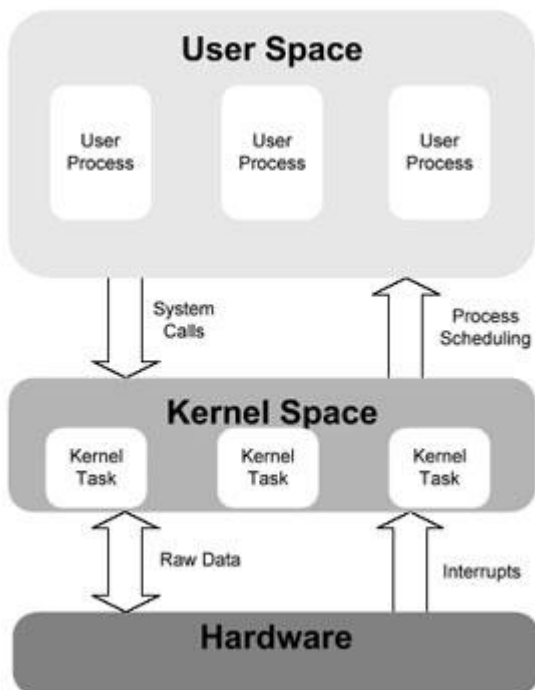 User Space
User
Process
User
Process
User
Process
System
Calls
Process
Scheduling
Kernel Space
Kernel
Task
Kernel
Task
Kernel
Task
Raw Data
Interrupts
Hardware